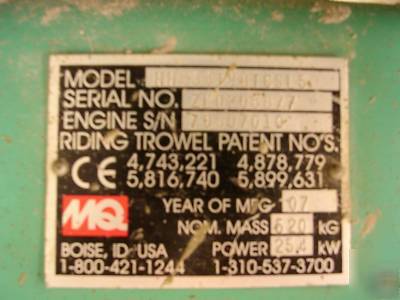 MODEL
SERIAL NO.
ENGINE S/N
RIDING TROWEL PATENT NO'S.
CE 4,743,221 4,878,779
5,816,740 5,899,631
MQ YEAR OF MFG 07
NOM. MASS 620 KG
BOISE, ID USA POWER 25.4 kW
1-800-421-1244 1-310-537-3700